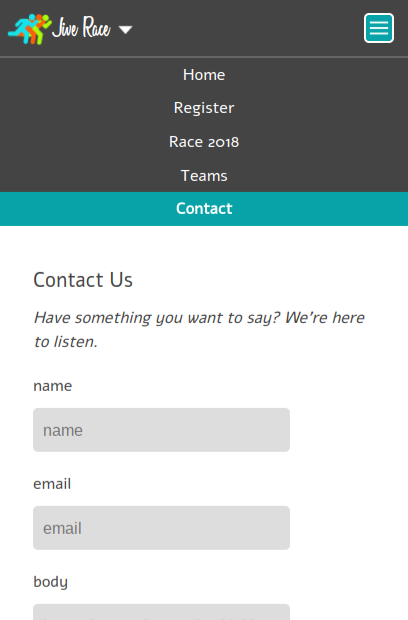 Jive Race
Home
Register
Race 2018
Teams
Contact
Contact Us
Have something you want to say? We're here
to listen.
name
name
email
email
body